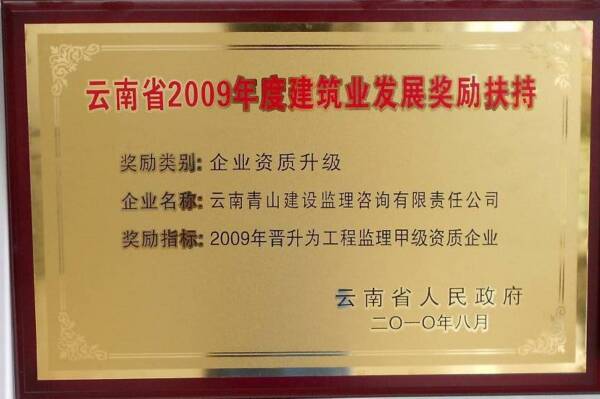 云南省2009年度建筑业发展奖励扶持
奖励类别:企业资质升级
企业名称:云南青山建设监理咨询有限责任公司
奖励指标:2009年晋升为工程监理甲级资质企业
云南省人民政府
二〇一〇年八月